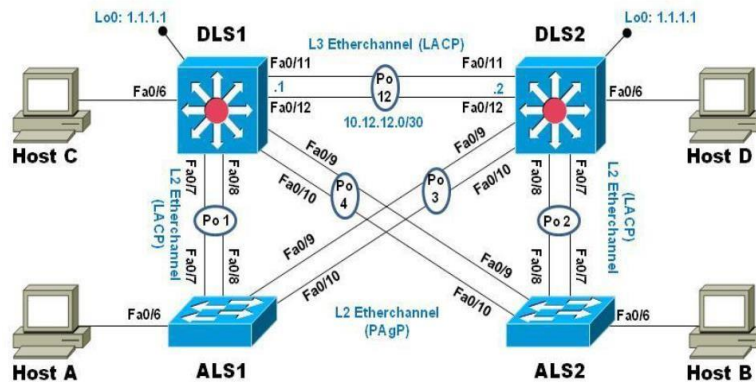 Lo0: 1.1.1.1
Lo0: 1.1.1.1
DLS1
L3 Etherchannel (LACP)
DLS2
Fa0/11
Fa0/11
Fa0/6
.1
Po
12
.2
Fa0/6
Fa0/12
Fa0/12
10.12.12.0/30
Host C
Host D
Fa0/9
Fa0/9
Fa0/10
Fa0/10
Fa0/7
Fa0/8
Po
4
Po
3
Fa0/8
Fa0/7
L2 Etherchannel
(LACP)
Po 1
Po 2
L2 Etherchannel
(LACP)
Fa0/7
Fa0/8
Fa0/9
Fa0/10
Fa0/9
Fa0/10
Fa0/8
Fa0/7
Fa0/6
L2 Etherchannel
(PAgP)
Fa0/6
Host A
ALS1
ALS2
Host B